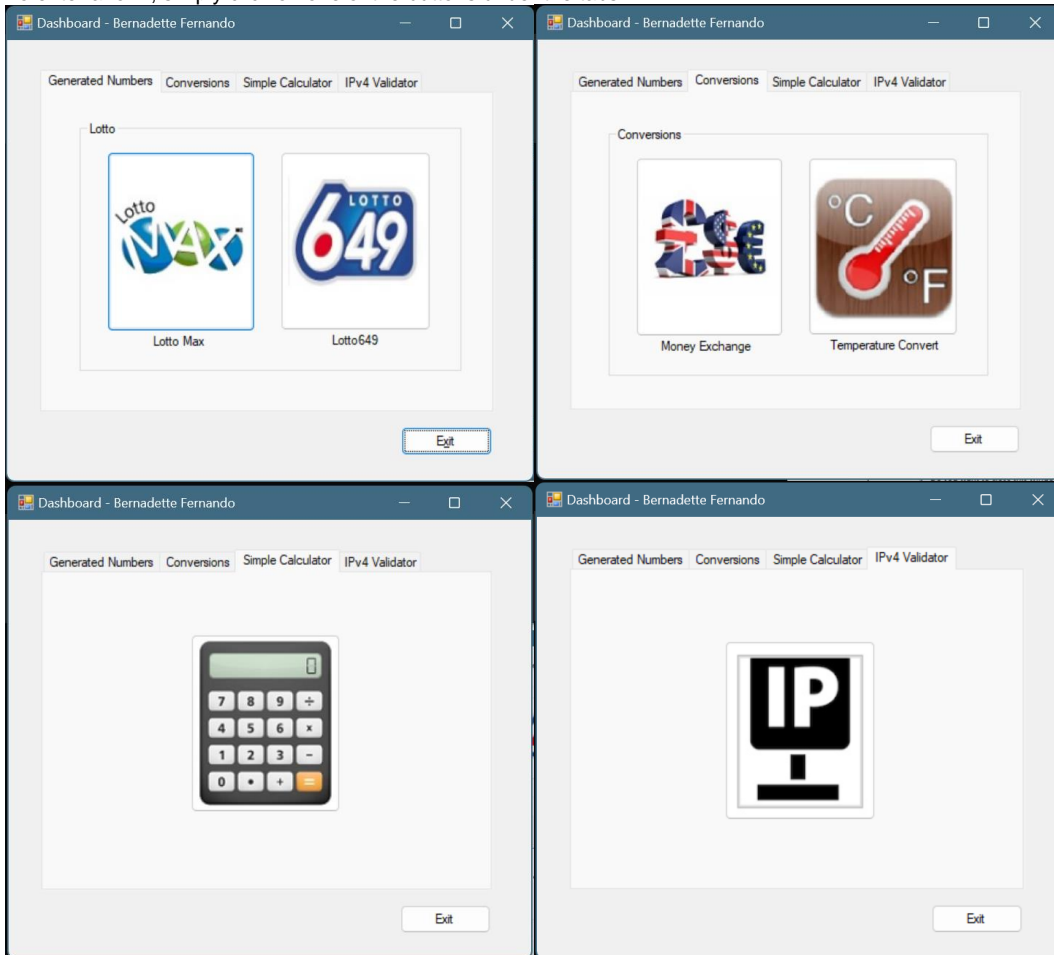 Dashboard - Bernadette Fernando
Generated Numbers Conversions Simple Calculator IPv4 Validator
Lotto
Lotto MAX
LOTTO
649
Lotto Max Lotto649
Exit
Dashboard - Bernadette Fernando
Generated Numbers Conversions Simple Calculator IPv4 Validator
Conversions
£$€
°C
°F
Money Exchange Temperature Convert
Exit
Dashboard - Bernadette Fernando
Generated Numbers Conversions Simple Calculator IPv4 Validator
0
7 8 9 ÷
4 5 6 x
1 2 3 -
0 • + =
Exit
Dashboard - Bernadette Fernando
Generated Numbers Conversions Simple Calculator IPv4 Validator
IP
Exit